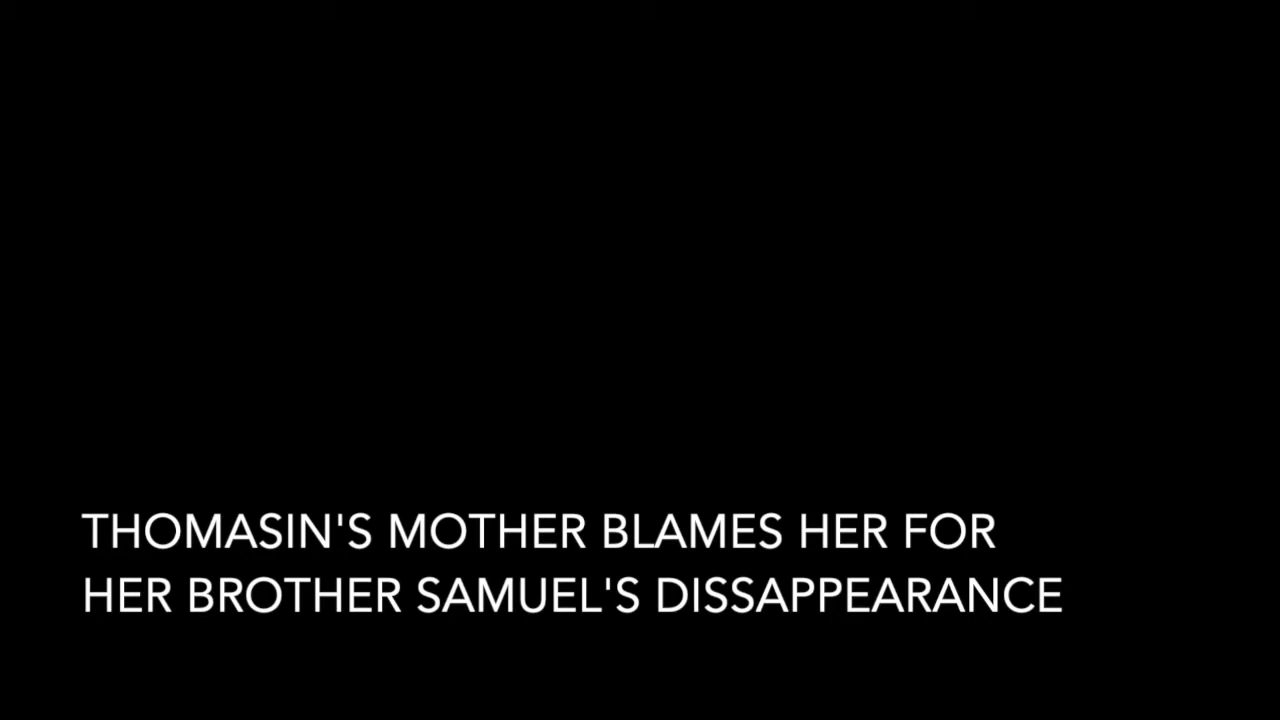 THOMASIN'S MOTHER BLAMES HER FOR
HER BROTHER SAMUEL'S DISSAPPEARANCE